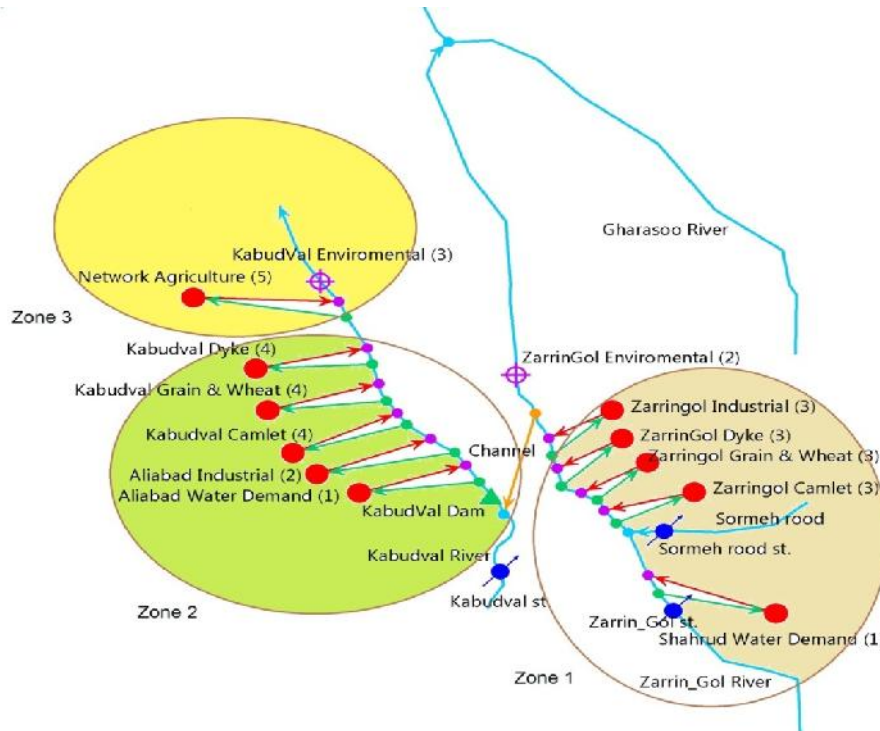 Gharasoo River
KabudVal Enviromental (3)
Network Agriculture (5)
Zone 3
Kabudval Dyke (4)
ZarrinGol Enviromental (2)
Kabudval Grain & Wheat (4)
Zarringol Industrial (3)
Kabudval Camlet (4)
ZarrinGol Dyke (3)
Channel
Zarringol Grain & Wheat (3)
Aliabad Industrial (2)
Zarringol Camlet (3)
Aliabad Water Demand (1)
KabudVal Dam
Sormeh rood
Kabudval River
Sormeh rood st.
Kabudval st.
Zone 2
Zarrin_Gol st.
Shahrud Water Demand (1
Zone 1
Zarrin_Gol River